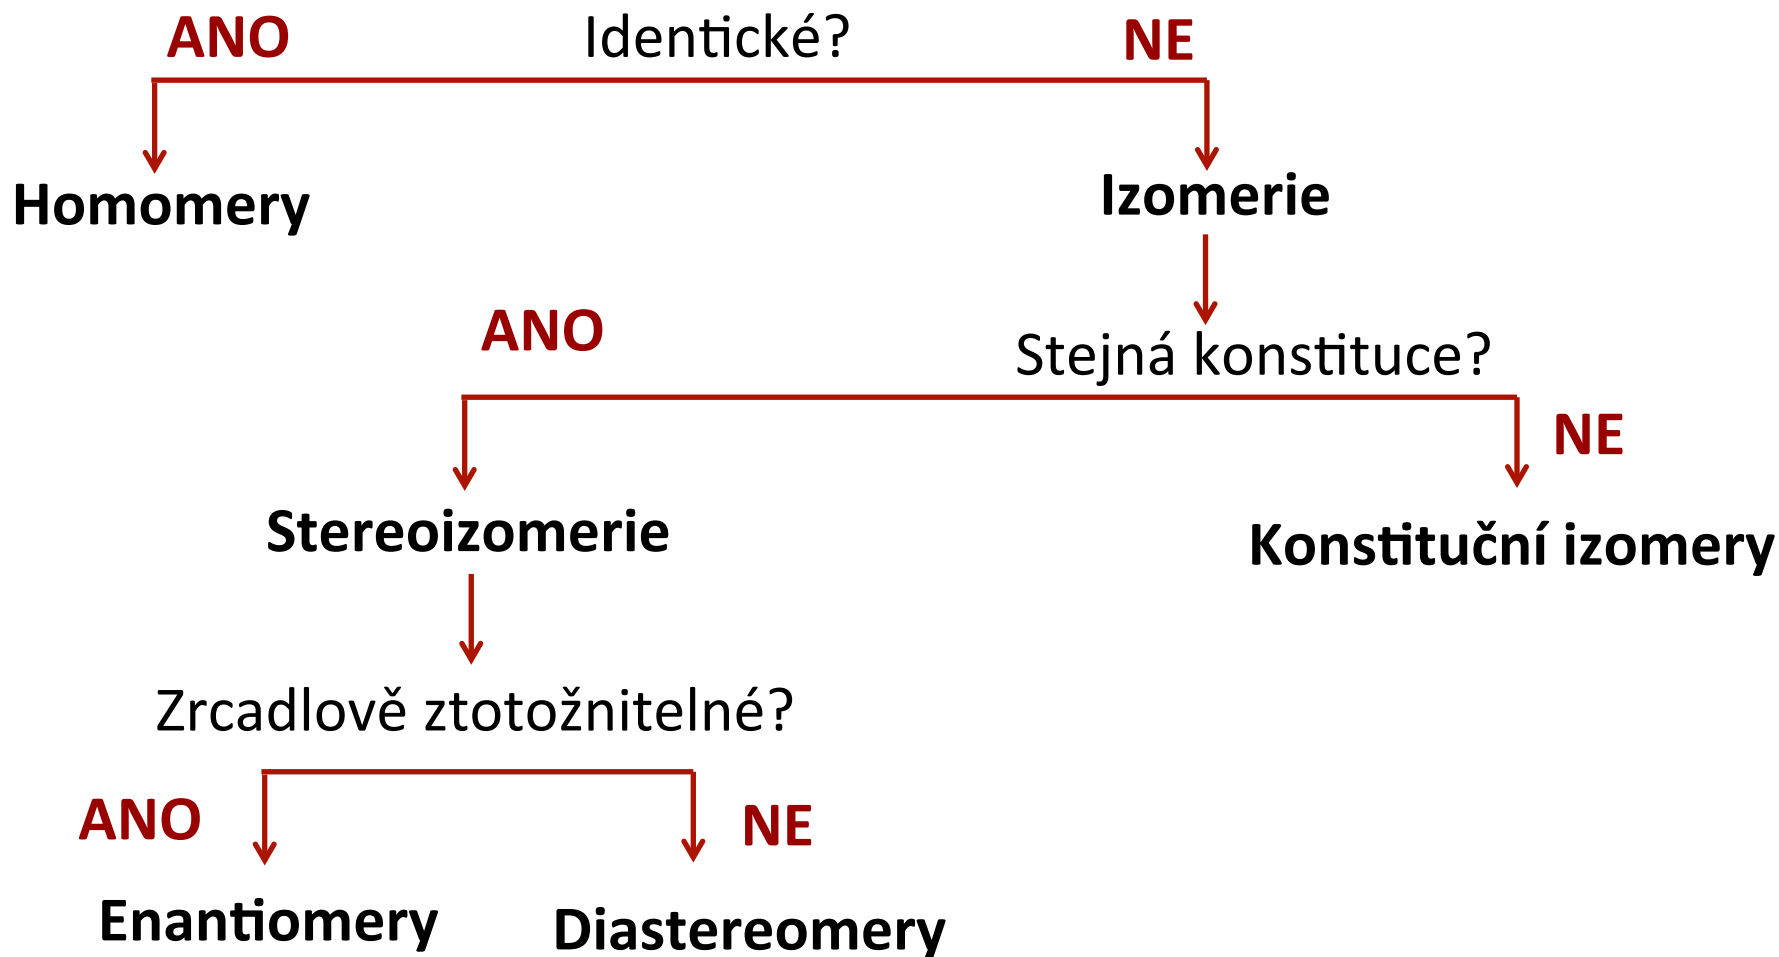 ANO Identické? NE
Homomery Izomerie
ANO Stejná konstituce?
NE
Stereoizomerie Konstituční izomery
Zrcadlově ztotožnitelné?
ANO NE
Enantiomery Diastereomery